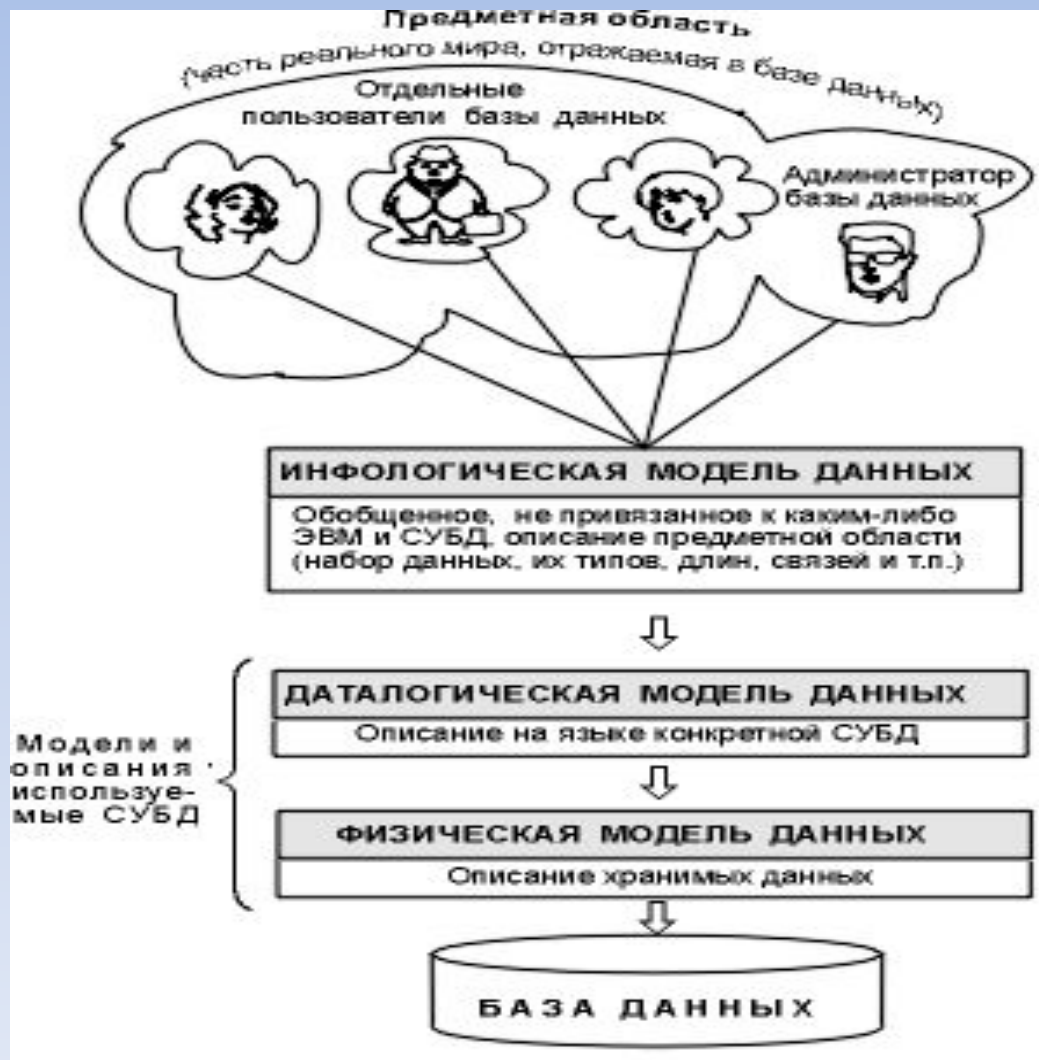 Предметная область
(часть реального мира, отражаемая в базе данных)
Отдельные
пользователи базы данных
Администратор
базы данных
ИНФОЛОГИЧЕСКАЯ МОДЕЛЬ ДАННЫХ
Обобщенное, не привязанное к каким-либо
ЭВМ и СУБД, описание предметной области
(набор данных, их типов, длин, связей и т.п.)
ДАТАЛОГИЧЕСКАЯ МОДЕЛЬ ДАННЫХ
Описание на языке конкретной СУБД
Модели и
описания
используе-
мые СУБД
ФИЗИЧЕСКАЯ МОДЕЛЬ ДАННЫХ
Описание хранимых данных
БАЗА ДАННЫХ